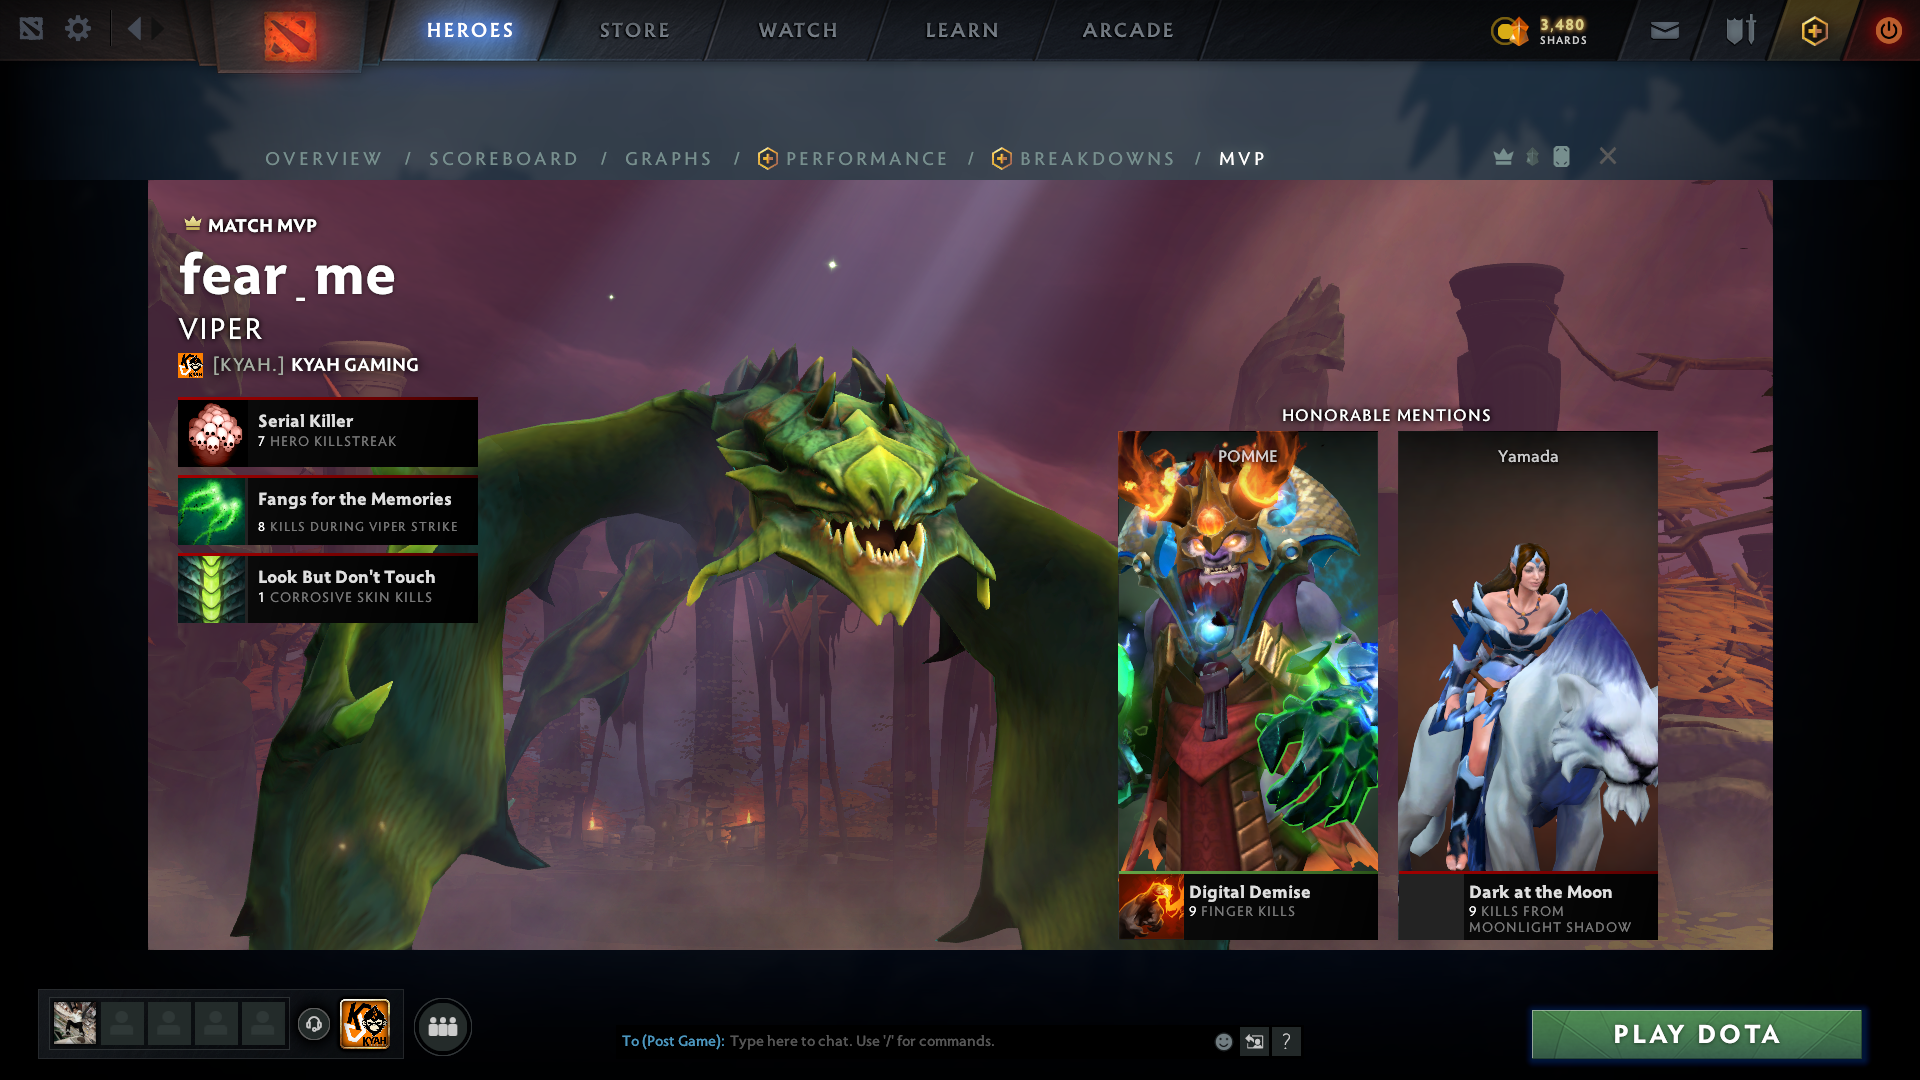 HEROES
STORE
WATCH
LEARN
ARCADE
3,480
SHARDS
OVERVIEW / SCOREBOARD / GRAPHS / PERFORMANCE / BREAKDOWNS / MVP
MATCH MVP
fear_me
VIPER
[KYAH.] KYAH GAMING
Serial Killer
7 HERO KILLSTREAK
Fangs for the Memories
8 KILLS DURING VIPER STRIKE
Look But Don't Touch
1 CORROSIVE SKIN KILLS
HONORABLE MENTIONS
POMME
Digital Demise
9 FINGER KILLS
Yamada
Dark at the Moon
9 KILLS FROM
MOONLIGHT SHADOW
KYAH
To (Post Game): Type here to chat. Use '/' for commands.
?
PLAY DOTA